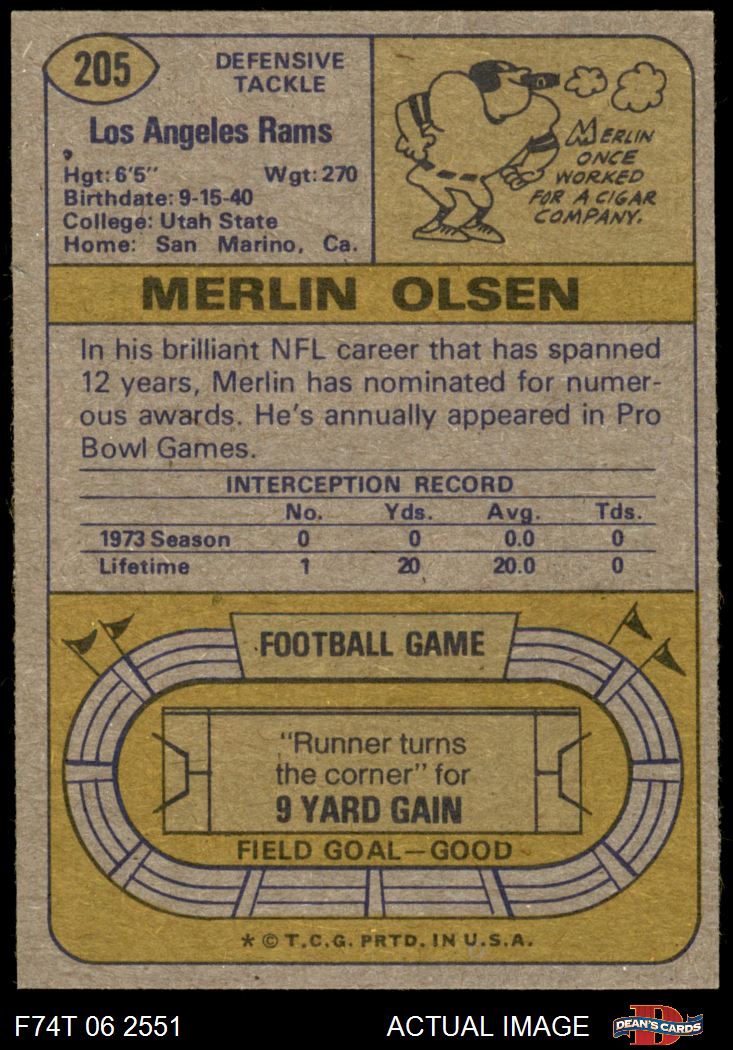 205
DEFENSIVE
TACKLE
Los Angeles Rams
Hgt: 6'5" Wgt: 270
Birthdate: 9-15-40
College: Utah State
Home: San Marino, Ca.
MERLIN
ONCE
WORKED
FOR A CIGAR
COMPANY.
MERLIN OLSEN
In his brilliant NFL career that has spanned
12 years, Merlin has nominated for numer-
ous awards. He's annually appeared in Pro
Bowl Games.
INTERCEPTION RECORD
No. Yds. Avg. Tds.
1973 Season 0 0 0.0 0
Lifetime 1 20 20.0 0
FOOTBALL GAME
"Runner turns
the corner" for
9 YARD GAIN
FIELD GOAL—GOOD
* © T.C.G. PRTD. IN U.S.A.
F74T 06 2551 ACTUAL IMAGE
DEAN'S CARDS